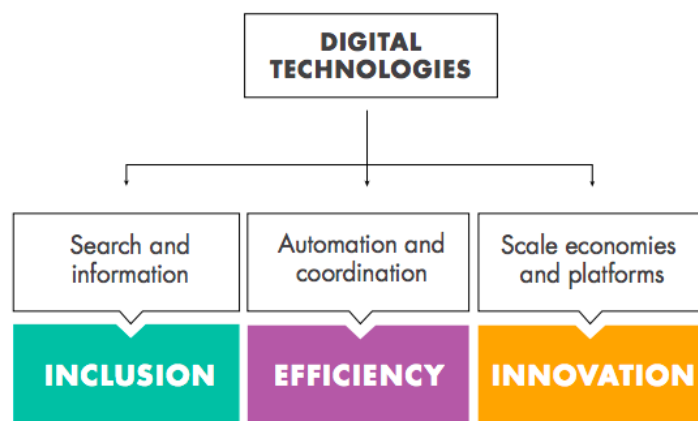 DIGITAL
TECHNOLOGIES
Search and
information
Automation and
coordination
Scale economies
and platforms
INCLUSION
EFFICIENCY
INNOVATION